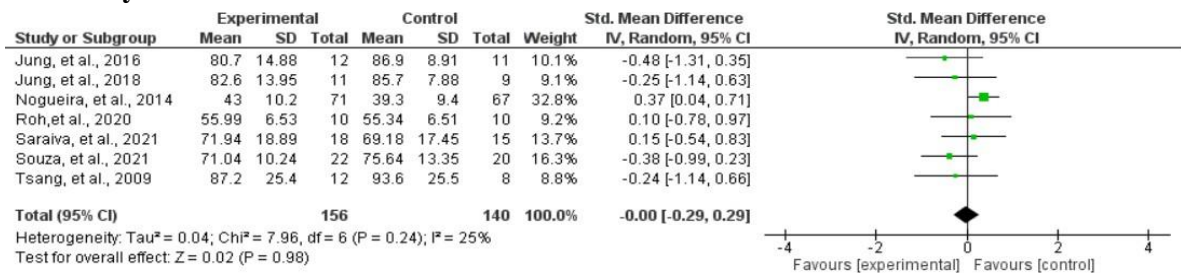 Experimental Control Std. Mean Difference Std. Mean Difference
Study or Subgroup Mean SD Total Mean SD Total Weight IV, Random, 95% CI IV, Random, 95% CI
Jung, et al., 2016 80.7 14.88 12 86.9 8.91 11 10.1% -0.48 [-1.31, 0.35]
Jung, et al., 2018 82.6 13.95 11 85.7 7.88 9 9.1% -0.25 [-1.14, 0.63]
Nogueira, et al., 2014 43 10.2 71 39.3 9.4 67 32.8% 0.37 [0.04, 0.71]
Roh,et al., 2020 55.99 6.53 10 55.34 6.51 10 9.2% 0.10 [-0.78, 0.97]
Saraiva, et al., 2021 71.94 18.89 18 69.18 17.45 15 13.7% 0.15 [-0.54, 0.83]
Souza, et al., 2021 71.04 10.24 22 75.64 13.35 20 16.3% -0.38 [-0.99, 0.23]
Tsang, et al., 2009 87.2 25.4 12 93.6 25.5 8 8.8% -0.24 [-1.14, 0.66]
Total (95% CI) 156 140 100.0% -0.00 [-0.29, 0.29]
Heterogeneity: Tau² = 0.04; Chi² = 7.96, df = 6 (P = 0.24); I² = 25%
Test for overall effect: Z = 0.02 (P = 0.98)
-4 -2 0 2 4
Favours [experimental] Favours [control]